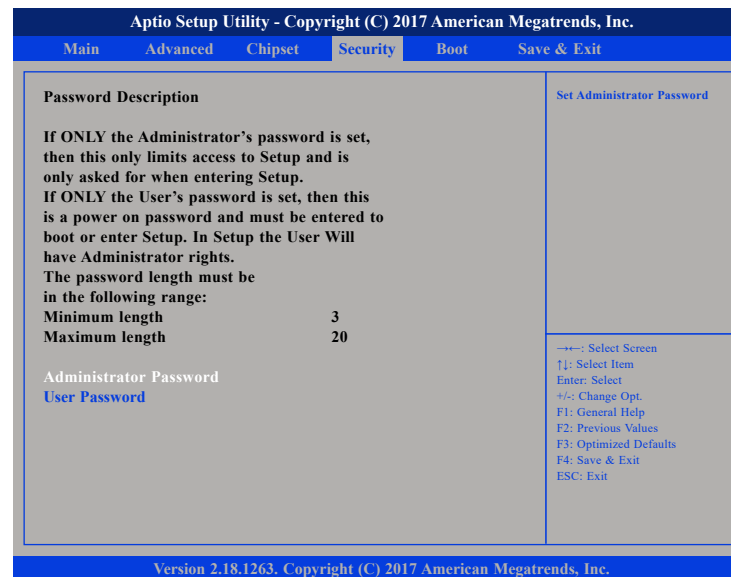 Aptio Setup Utility - Copyright (C) 2017 American Megatrends, Inc.
Main Advanced Chipset Security Boot Save & Exit
Password Description
If ONLY the Administrator’s password is set,
then this only limits access to Setup and is
only asked for when entering Setup.
If ONLY the User’s password is set, then this
is a power on password and must be entered to
boot or enter Setup. In Setup the User Will
have Administrator rights.
The password length must be
in the following range:
Minimum length 3
Maximum length 20
Administrator Password
User Password
Set Administrator Password
→←: Select Screen
↑↓: Select Item
Enter: Select
+/-: Change Opt.
F1: General Help
F2: Previous Values
F3: Optimized Defaults
F4: Save & Exit
ESC: Exit
Version 2.18.1263. Copyright (C) 2017 American Megatrends, Inc.